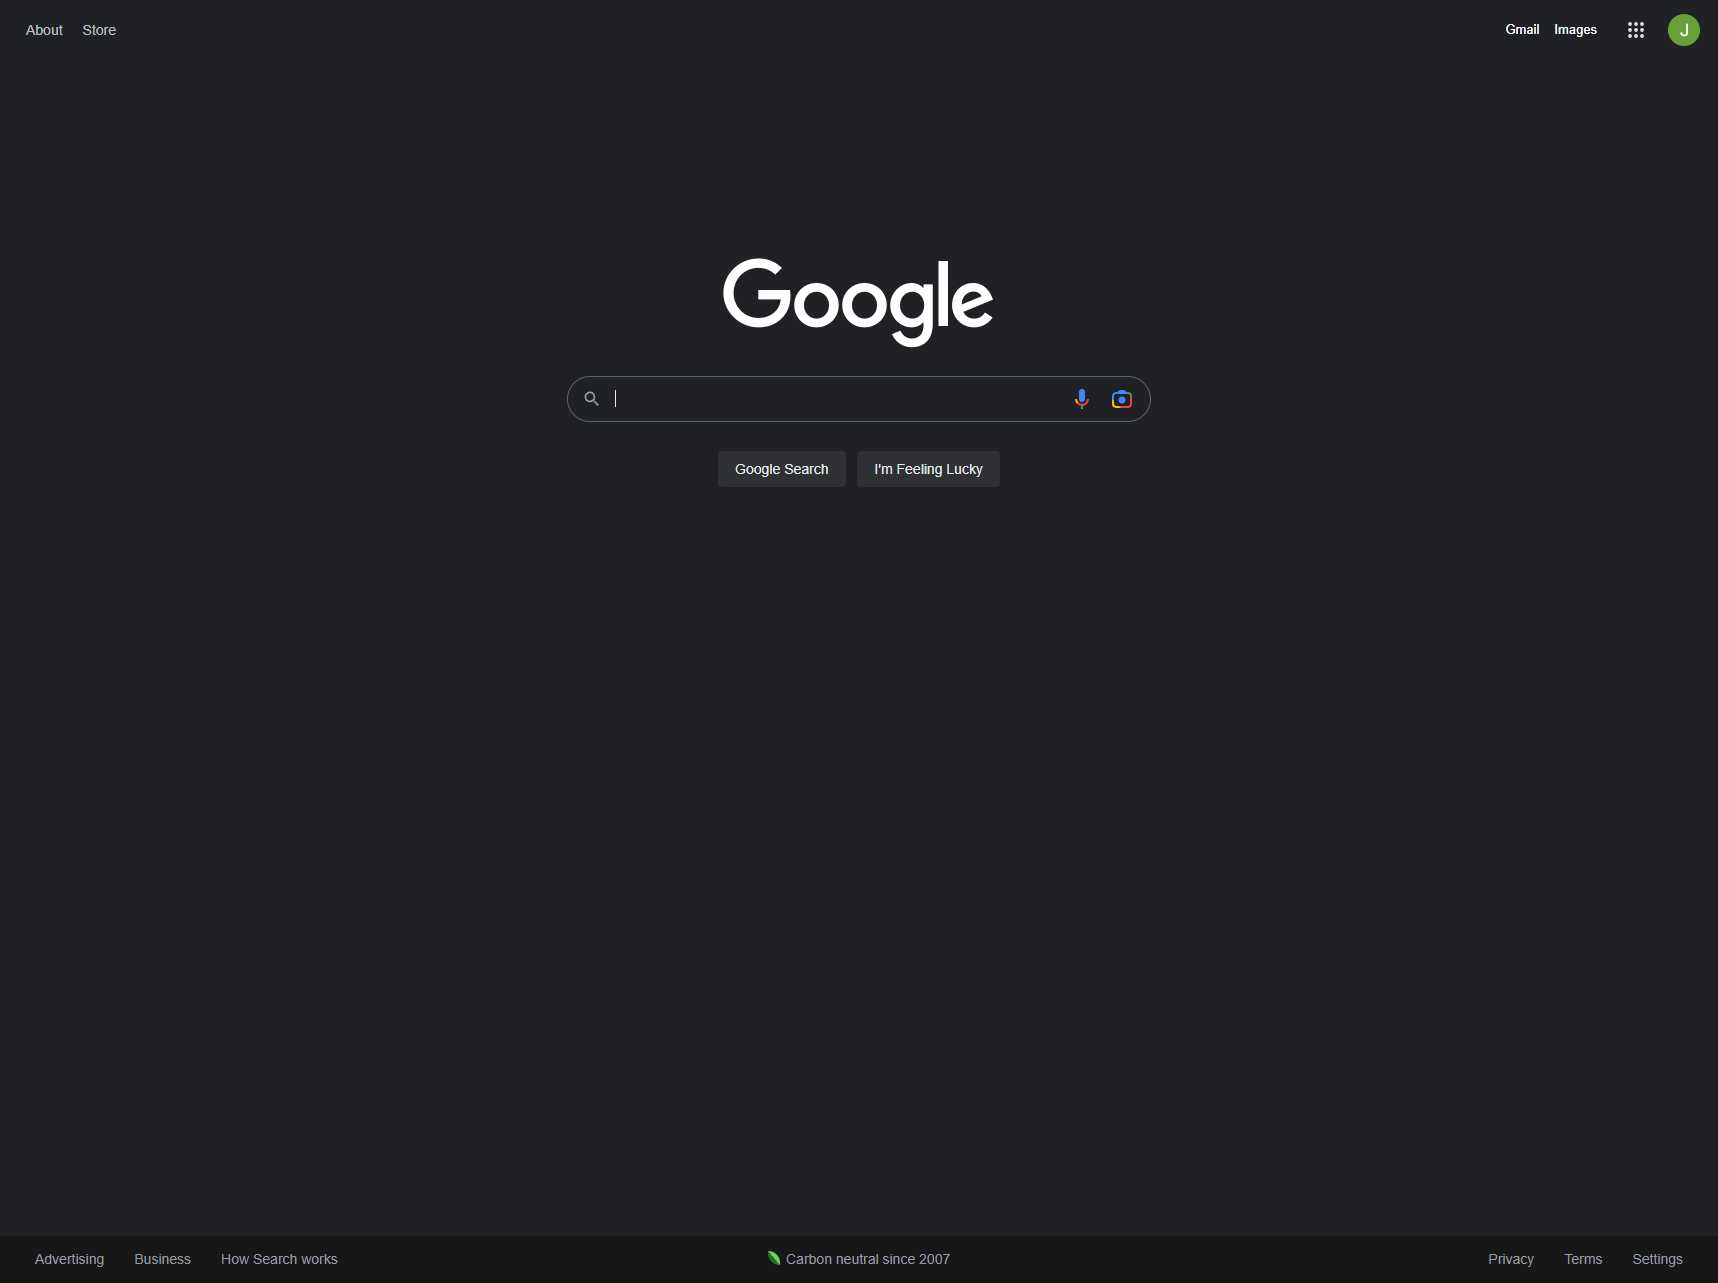 About Store
Gmail Images J
Google
Google Search I'm Feeling Lucky
Advertising Business How Search works Carbon neutral since 2007 Privacy Terms Settings